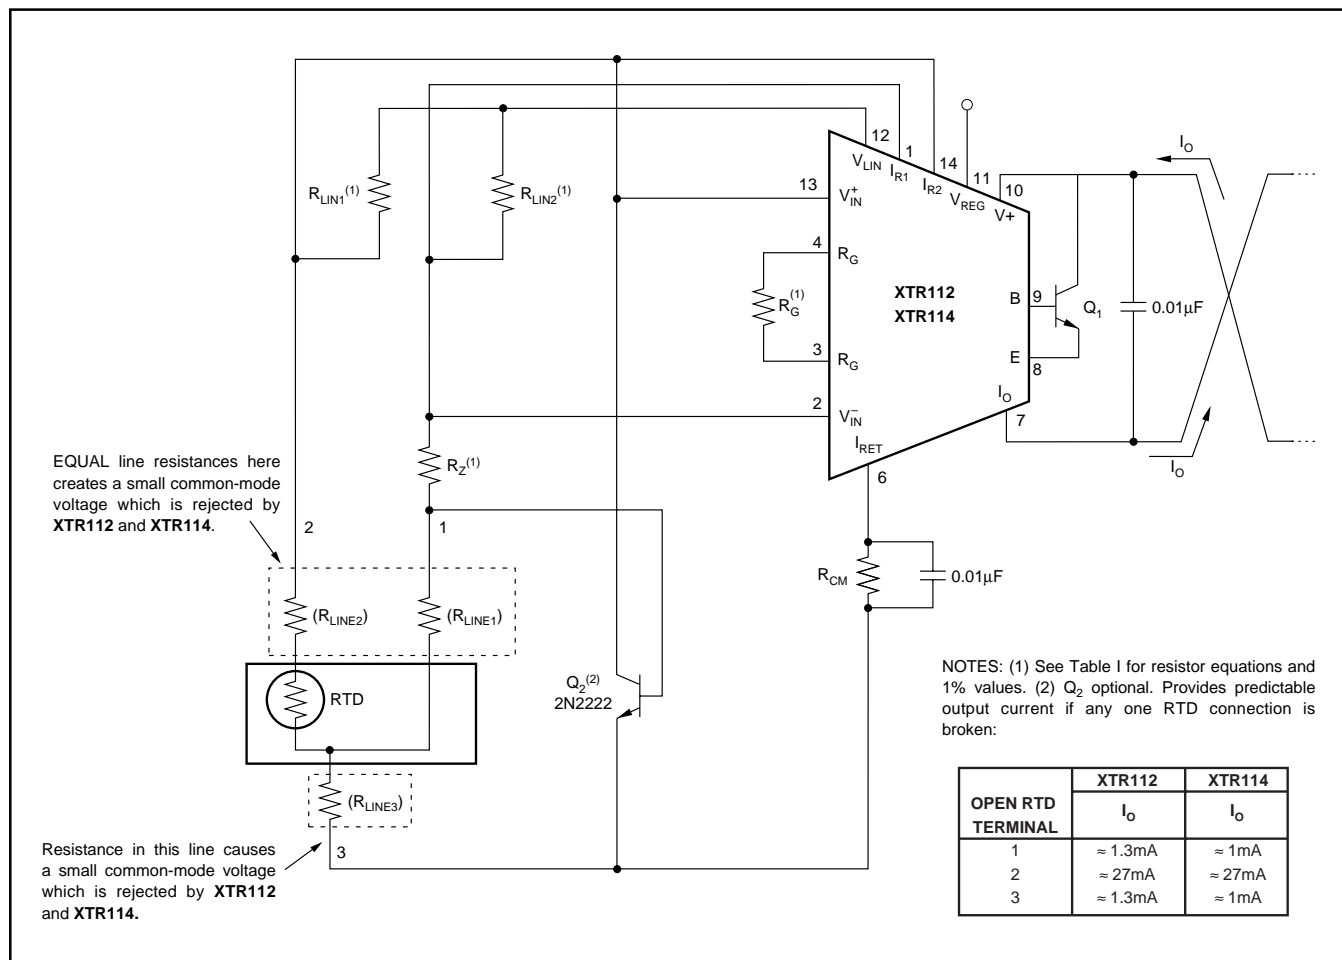 12
1
14
11
10
V_LIN
I_R1
I_R2
V_REG
V+
I_O
R_LIN1^(1)
R_LIN2^(1)
13
V_IN^+
4
R_G
R_G^(1)
XTR112
XTR114
B
9
Q_1
0.01µF
3
R_G
E
8
I_O
7
2
V_IN^−
I_RET
6
I_O
R_Z^(1)
EQUAL line resistances here
creates a small common-mode
voltage which is rejected by
XTR112 and XTR114.
2
1
R_CM
0.01µF
(R_LINE2)
(R_LINE1)
RTD
Q_2^(2)
2N2222
(R_LINE3)
3
Resistance in this line causes
a small common-mode voltage
which is rejected by XTR112
and XTR114.
NOTES: (1) See Table I for resistor equations and
1% values. (2) Q_2 optional. Provides predictable
output current if any one RTD connection is
broken:
XTR112 XTR114
OPEN RTD
TERMINAL
I_O I_O
1 ≈ 1.3mA ≈ 1mA
2 ≈ 27mA ≈ 27mA
3 ≈ 1.3mA ≈ 1mA